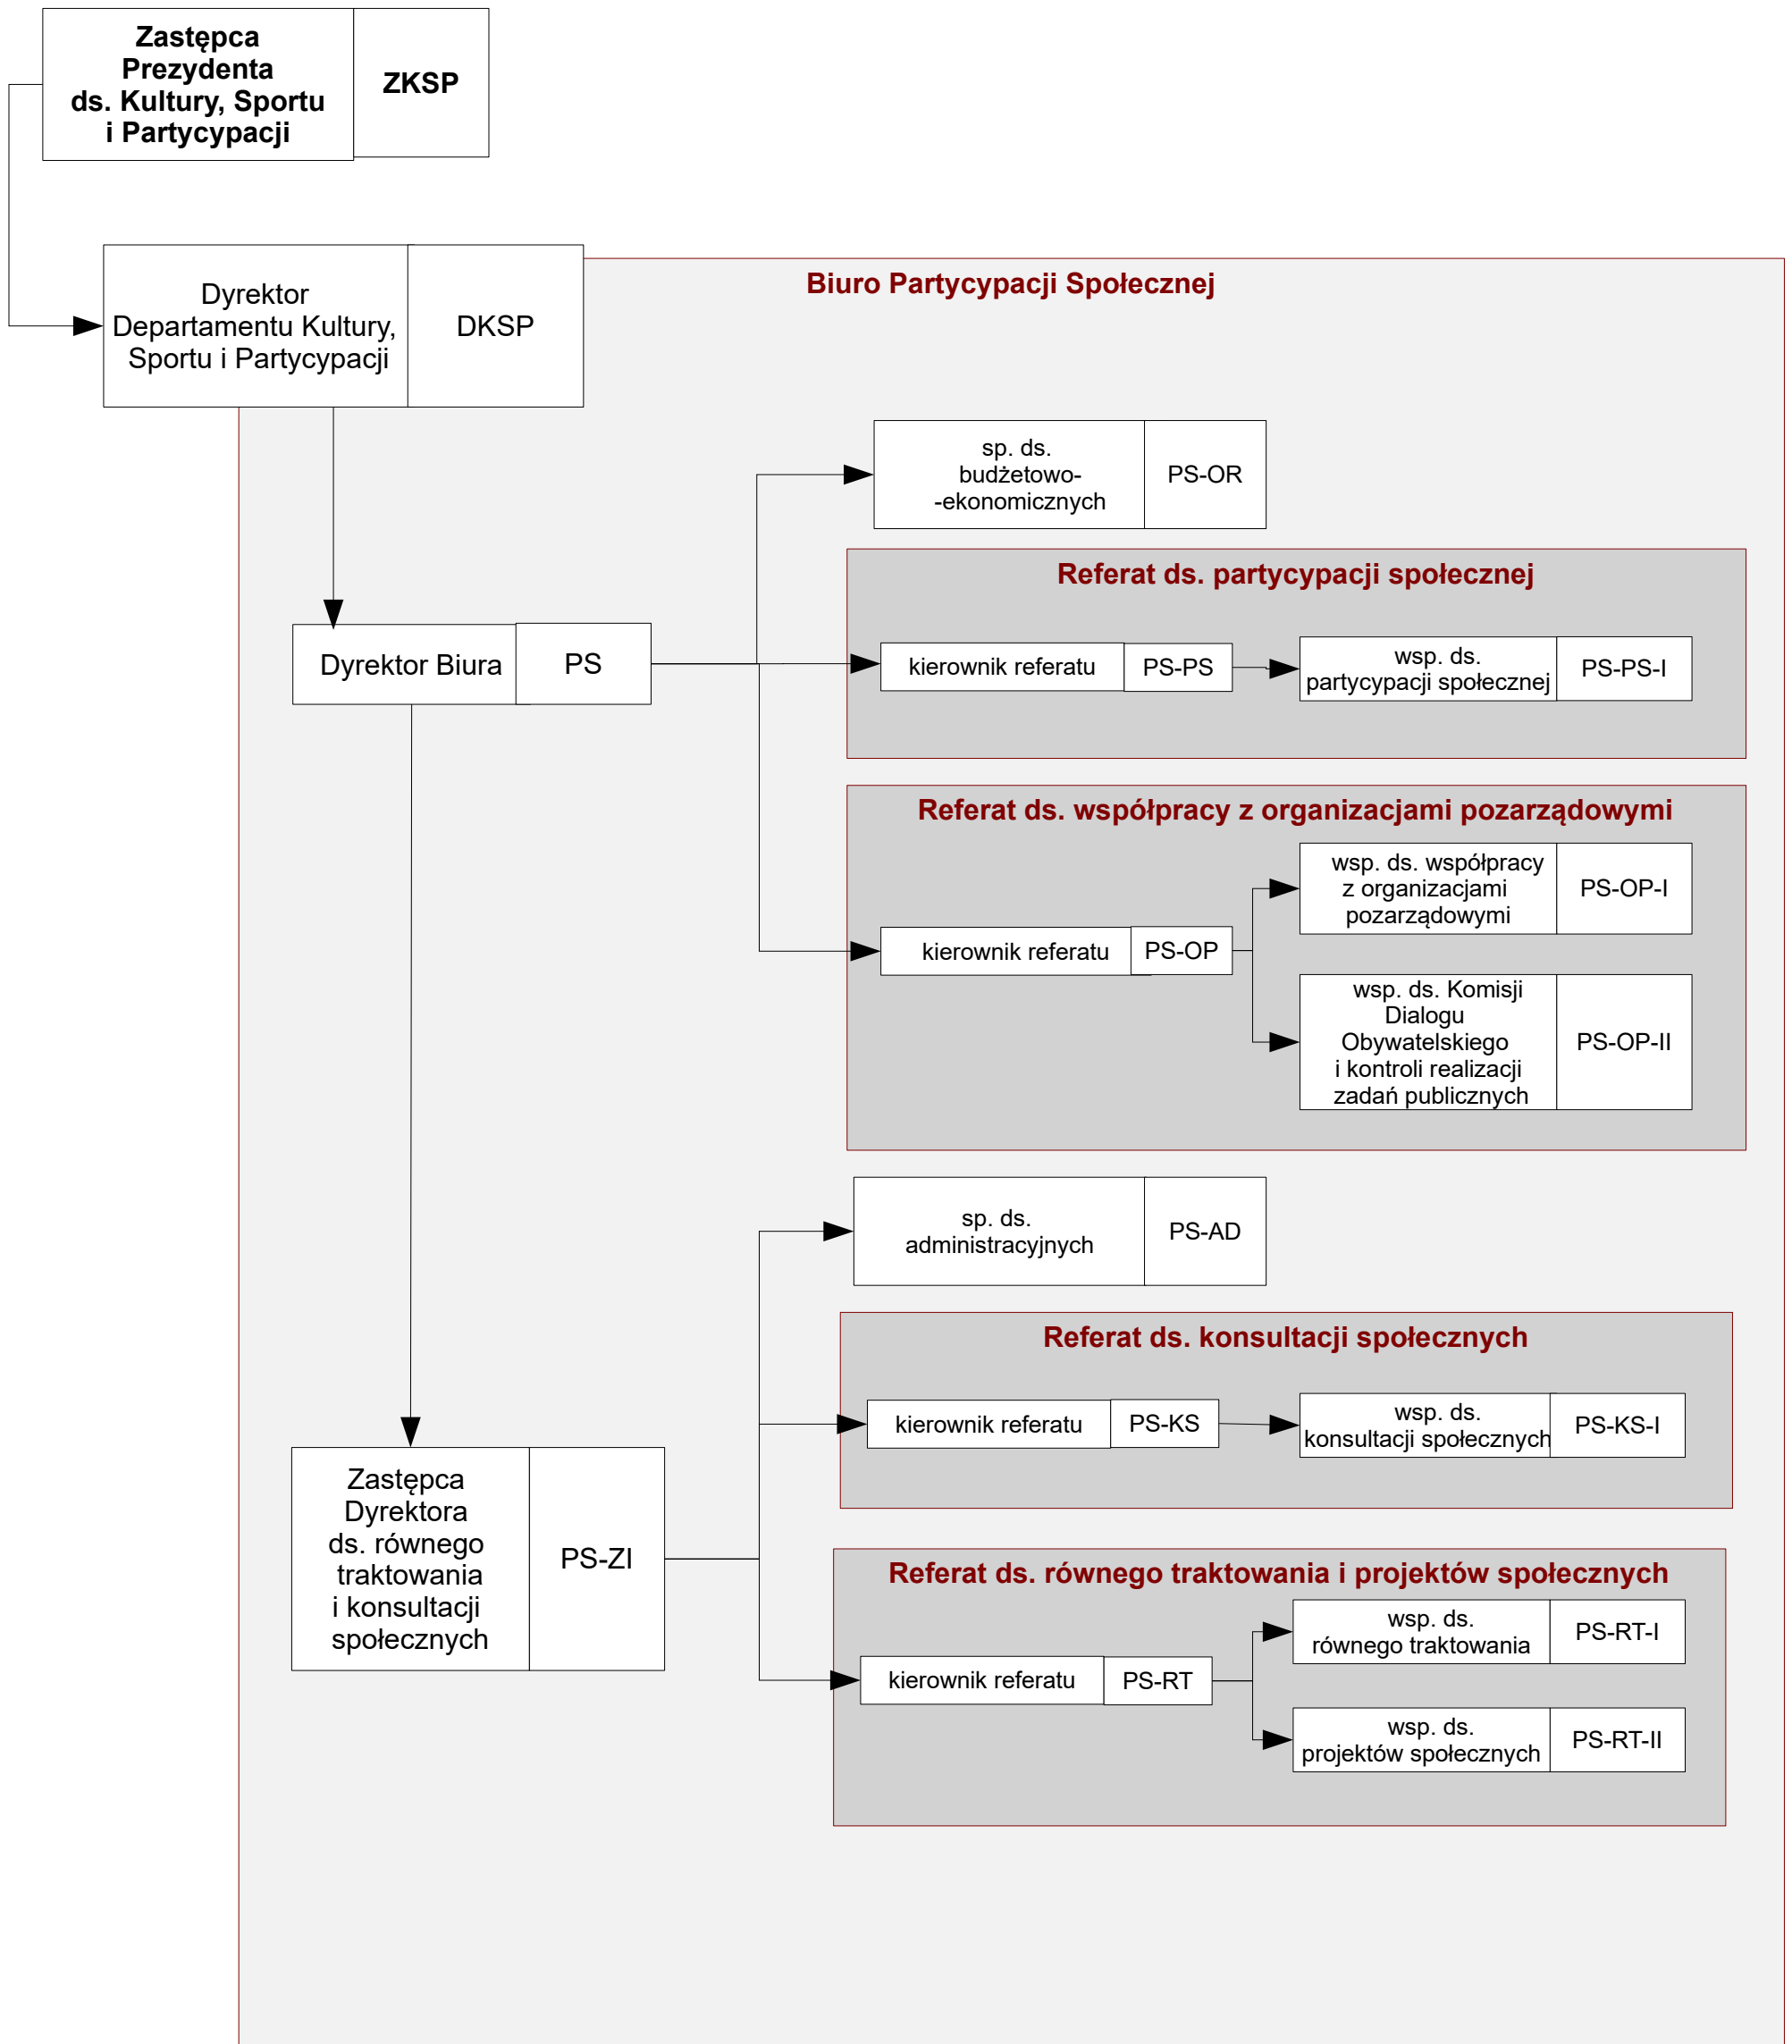 Zastępca
Prezydenta
ds. Kultury, Sportu
i Partycypacji
ZKSP
Dyrektor
Departamentu Kultury,
Sportu i Partycypacji
DKSP
Biuro Partycypacji Społecznej
sp. ds.
budżetowo-
-ekonomicznych
PS-OR
Referat ds. partycypacji społecznej
Dyrektor Biura
PS
kierownik referatu
PS-PS
wsp. ds.
partycypacji społecznej
PS-PS-I
Referat ds. współpracy z organizacjami pozarządowymi
kierownik referatu
PS-OP
wsp. ds. współpracy
z organizacjami
pozarządowymi
PS-OP-I
wsp. ds. Komisji
Dialogu
Obywatelskiego
i kontroli realizacji
zadań publicznych
PS-OP-II
sp. ds.
administracyjnych
PS-AD
Referat ds. konsultacji społecznych
kierownik referatu
PS-KS
wsp. ds.
konsultacji społecznych
PS-KS-I
Zastępca
Dyrektora
ds. równego
traktowania
i konsultacji
społecznych
PS-ZI
Referat ds. równego traktowania i projektów społecznych
kierownik referatu
PS-RT
wsp. ds.
równego traktowania
PS-RT-I
wsp. ds.
projektów społecznych
PS-RT-II